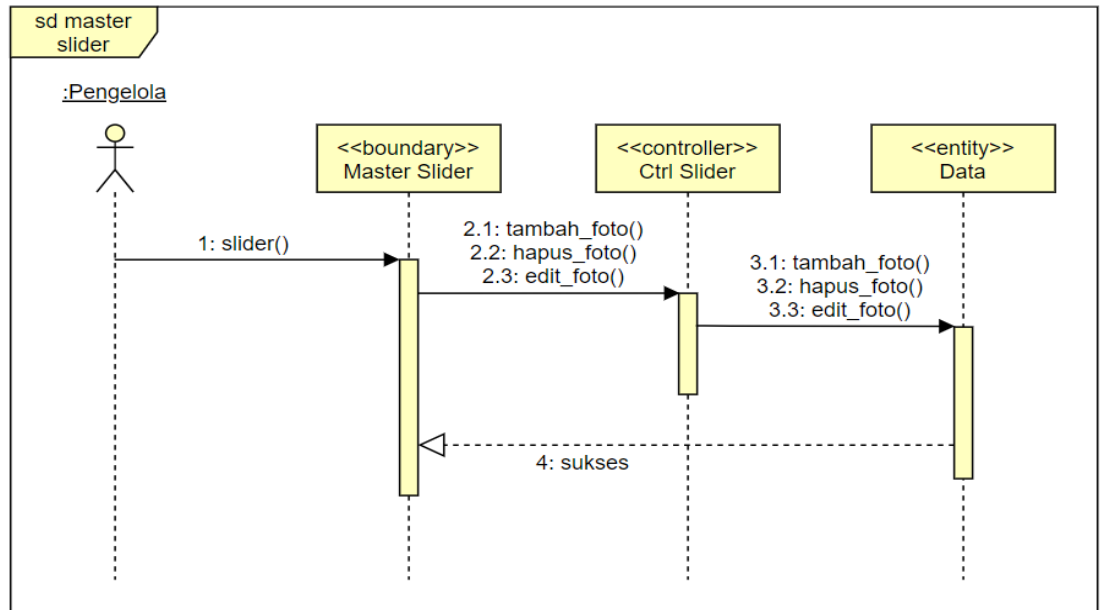 sd master
slider
:Pengelola
<<boundary>>
Master Slider
<<controller>>
Ctrl Slider
<<entity>>
Data
1: slider()
2.1: tambah_foto()
2.2: hapus_foto()
2.3: edit_foto()
3.1: tambah_foto()
3.2: hapus_foto()
3.3: edit_foto()
4: sukses